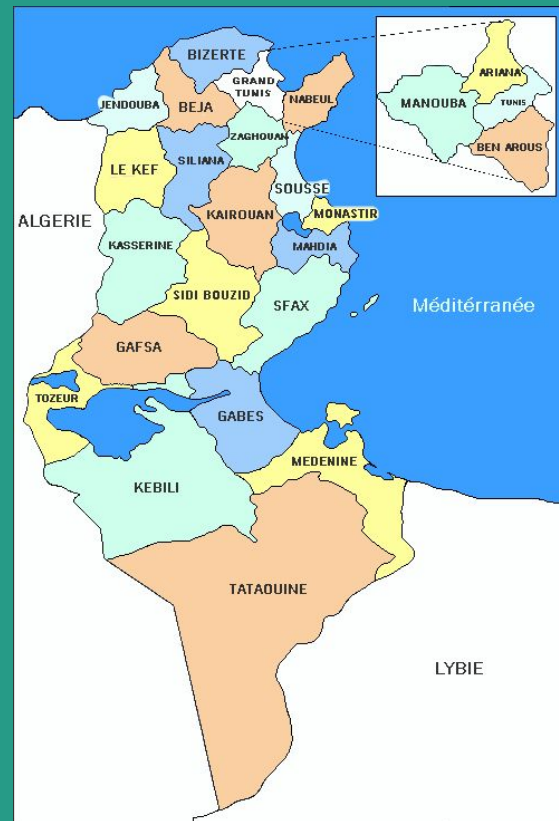 BIZERTE
GRAND
TUNIS
NABEUL
JENDOUBA
BEJA
ZAGHOUAN
ARIANA
MANOUBA
TUNIS
BEN AROUS
LE KEF
SILIANA
SOUSSE
KAIROUAN
MONASTIR
ALGERIE
KASSERINE
MAHDIA
SIDI BOUZID
SFAX
Méditérranée
GAFSA
TOZEUR
GABES
MEDENINE
KEBILI
TATAOUINE
LYBIE